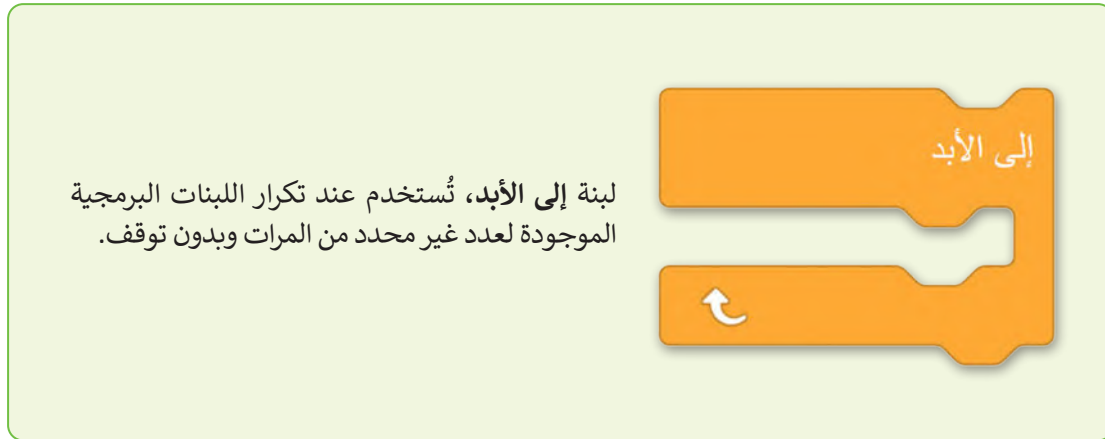 إلى الأبد
لبنة إلى الأبد، تُستخدم عند تكرار اللبنات البرمجية
الموجودة لعدد غير محدد من المرات وبدون توقف.